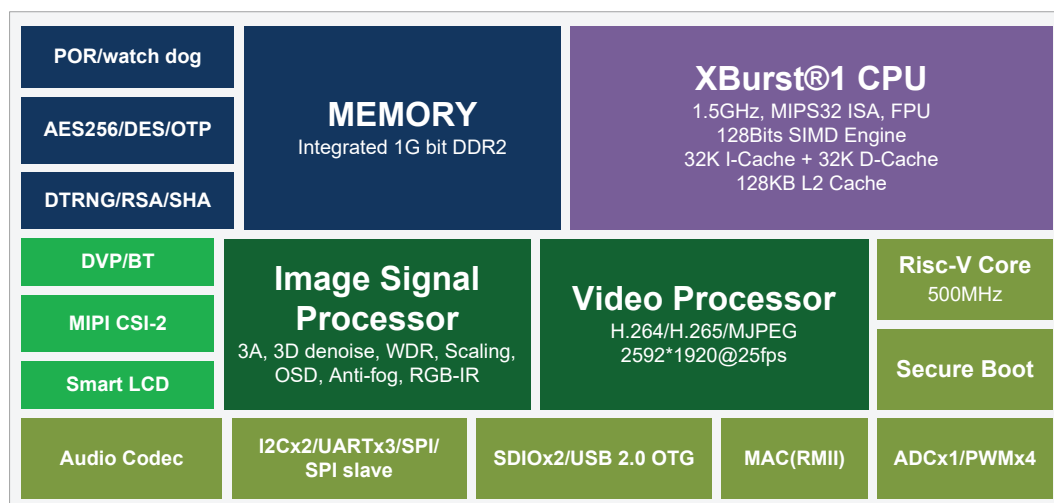 POR/watch dog
AES256/DES/OTP
DTRNG/RSA/SHA
MEMORY
Integrated 1G bit DDR2
XBurst®1 CPU
1.5GHz, MIPS32 ISA, FPU
128Bits SIMD Engine
32K I-Cache + 32K D-Cache
128KB L2 Cache
DVP/BT
MIPI CSI-2
Smart LCD
Image Signal
Processor
3A, 3D denoise, WDR, Scaling,
OSD, Anti-fog, RGB-IR
Video Processor
H.264/H.265/MJPEG
2592*1920@25fps
Risc-V Core
500MHz
Secure Boot
Audio Codec
I2Cx2/UARTx3/SPI/
SPI slave
SDIOx2/USB 2.0 OTG
MAC(RMII)
ADCx1/PWMx4